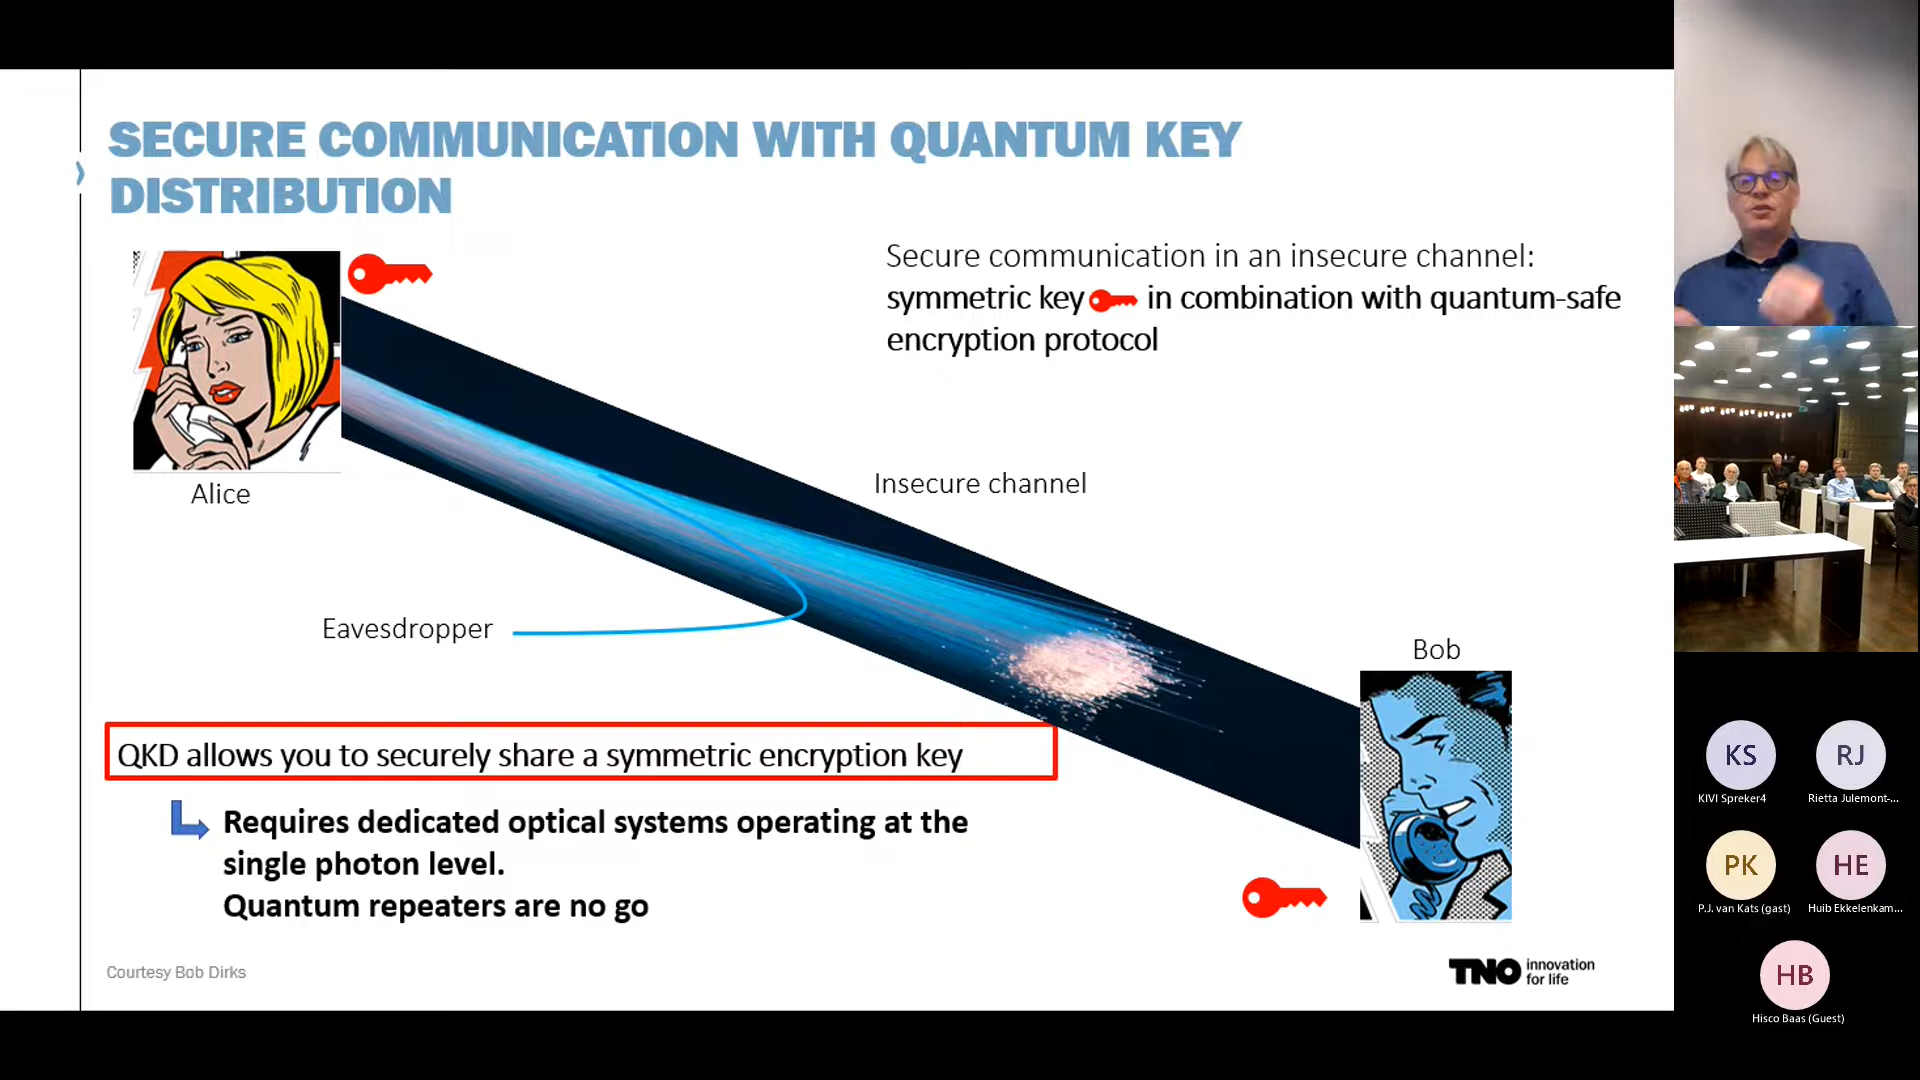 SECURE COMMUNICATION WITH QUANTUM KEY
DISTRIBUTION
Secure communication in an insecure channel:
symmetric key in combination with quantum-safe
encryption protocol
Alice
Insecure channel
Eavesdropper
Bob
QKD allows you to securely share a symmetric encryption key
Requires dedicated optical systems operating at the
single photon level.
Quantum repeaters are no go
Courtesy Bob Dirks
TNO innovation
for life
KS
KIVI Spreker4
RJ
Rietta Julemont-...
PK
P.J. van Kats (gast)
HE
Huib Ekkelenkam...
HB
Hisco Baas (Guest)